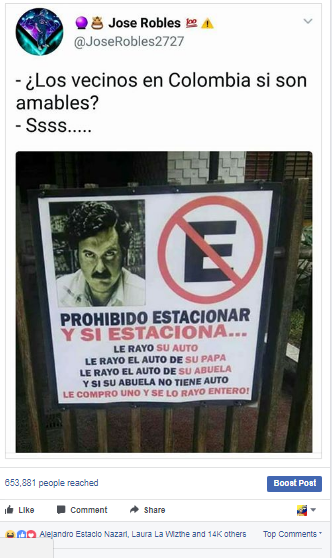 Jose Robles
@JoseRobles2727
- ¿Los vecinos en Colombia si son
amables?
- Ssss.....
E
PROHIBIDO ESTACIONAR
Y SI ESTACIONA...
LE RAYO SU AUTO
LE RAYO EL AUTO DE SU PAPA
LE RAYO EL AUTO DE SU ABUELA
Y SI SU ABUELA NO TIENE AUTO
LE COMPRO UNO Y SE LO RAYO ENTERO!
653,881 people reached
Boost Post
Like Comment Share
Alejandro Estacio Nazari, Laura La Wizthe and 14K others Top Comments